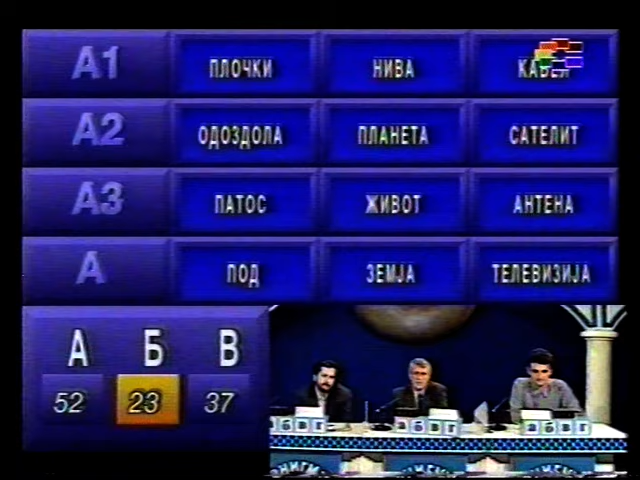 А1 ПЛОЧКИ НИВА
А2 ОДОЗДОЛА ПЛАНЕТА САТЕЛИТ
А3 ПАТОС ЖИВОТ АНТЕНА
А ПОД ЗЕМЈА ТЕЛЕВИЗИЈА
А Б В
52 23 37
абвг абвг абвг